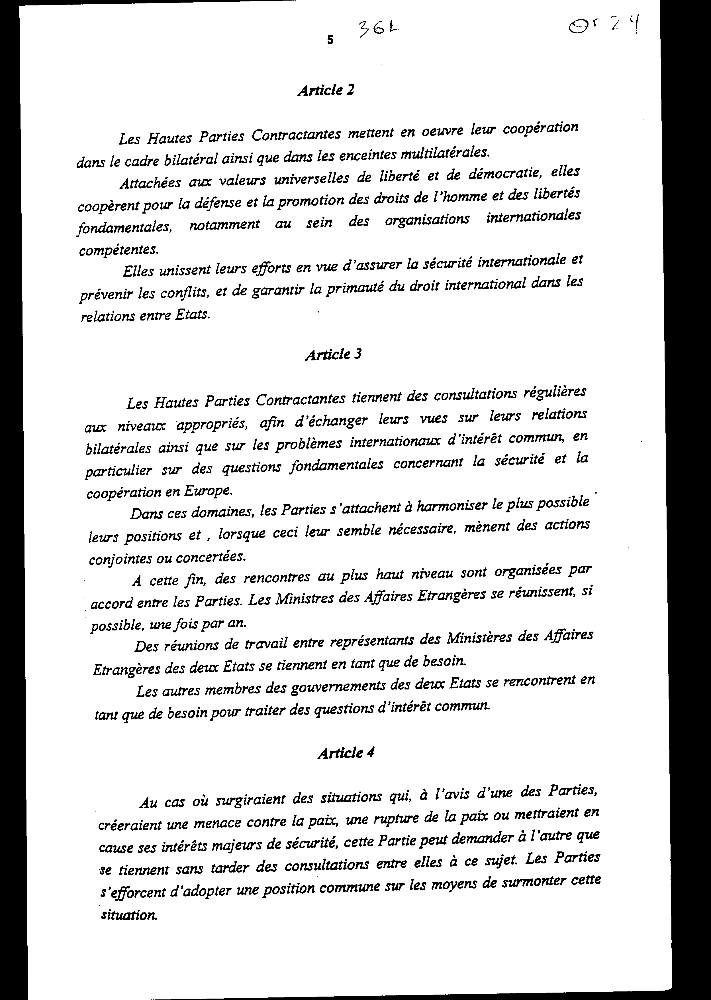 36L
5
Article 2
Les Hautes Parties Contractantes mettent en oeuvre leur coopération
dans le cadre bilatéral ainsi que dans les enceintes multilatérales.
Attachées aux valeurs universelles de liberté et de démocratie, elles
coopèrent pour la défense et la promotion des droits de l'homme et des libertés
fondamentales, notamment au sein des organisations internationales
compétentes.
Elles unissent leurs efforts en vue d'assurer la sécurité internationale et
prévenir les conflits, et de garantir la primauté du droit international dans les
relations entre Etats.
Article 3
Les Hautes Parties Contractantes tiennent des consultations régulières
aux niveaux appropriés, afin d'échanger leurs vues sur leurs relations
bilatérales ainsi que sur les problèmes internationaux d'intérêt commun, en
particulier sur des questions fondamentales concernant la sécurité et la
coopération en Europe.
Dans ces domaines, les Parties s'attachent à harmoniser le plus possible
leurs positions et , lorsque ceci leur semble nécessaire, mènent des actions
conjointes ou concertées.
A cette fin, des rencontres au plus haut niveau sont organisées par
accord entre les Parties. Les Ministres des Affaires Etrangères se réunissent, si
possible, une fois par an.
Des réunions de travail entre représentants des Ministères des Affaires
Etrangères des deux Etats se tiennent en tant que de besoin.
Les autres membres des gouvernements des deux Etats se rencontrent en
tant que de besoin pour traiter des questions d'intérêt commun.
Article 4
Au cas où surgiraient des situations qui, à l'avis d'une des Parties,
créeraient une menace contre la paix, une rupture de la paix ou mettraient en
cause ses intérêts majeurs de sécurité, cette Partie peut demander à l'autre que
se tiennent sans tarder des consultations entre elles à ce sujet. Les Parties
s'efforcent d'adopter une position commune sur les moyens de surmonter cette
situation.